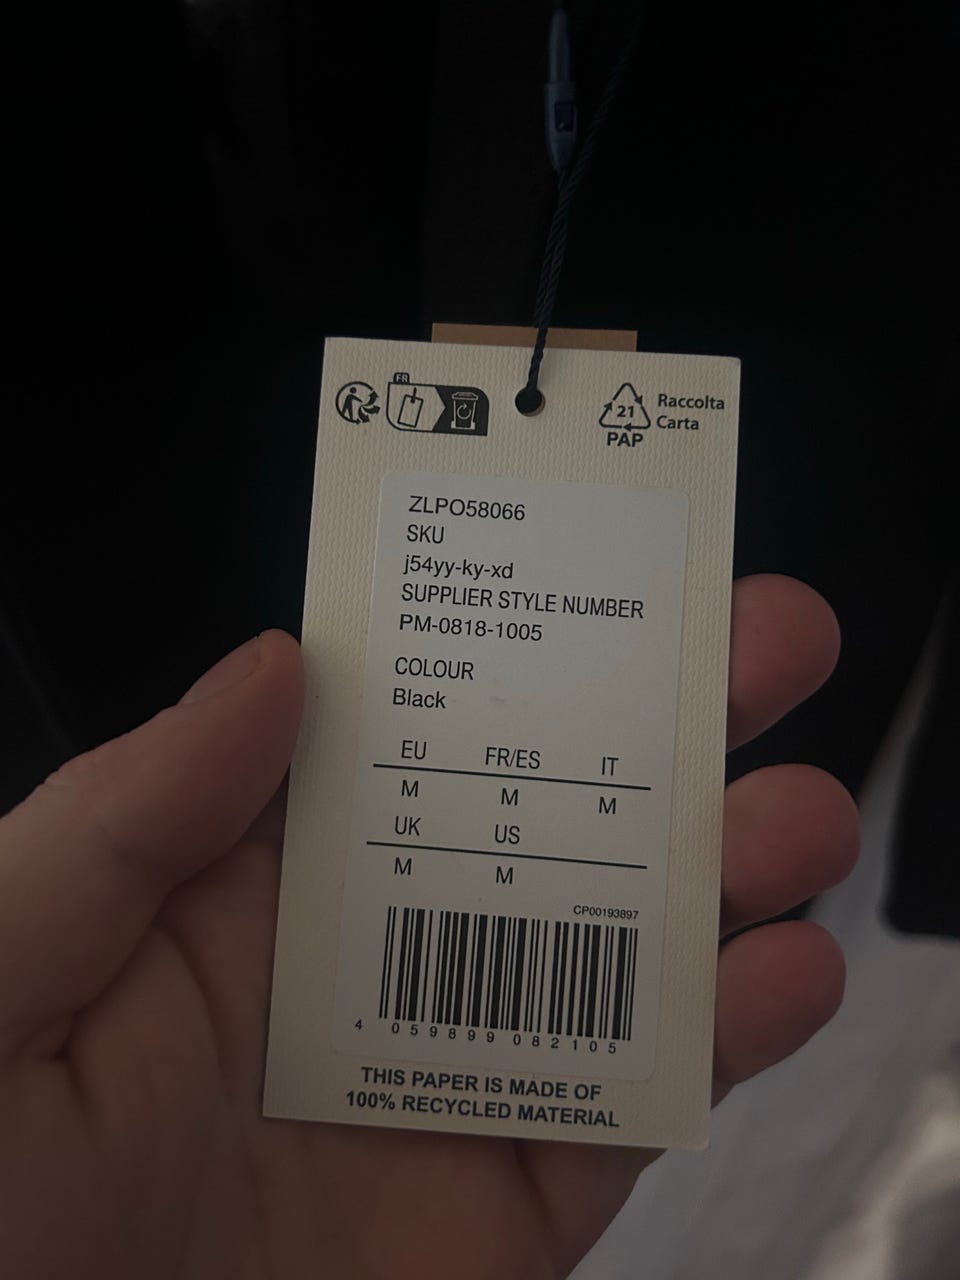 FR
21
PAP
Raccolta
Carta
ZLPO58066
SKU
j54yy-ky-xd
SUPPLIER STYLE NUMBER
PM-0818-1005
COLOUR
Black
EU FR/ES IT
M M M
UK US
M M
CP00193897
4 059899 082105
THIS PAPER IS MADE OF
100% RECYCLED MATERIAL